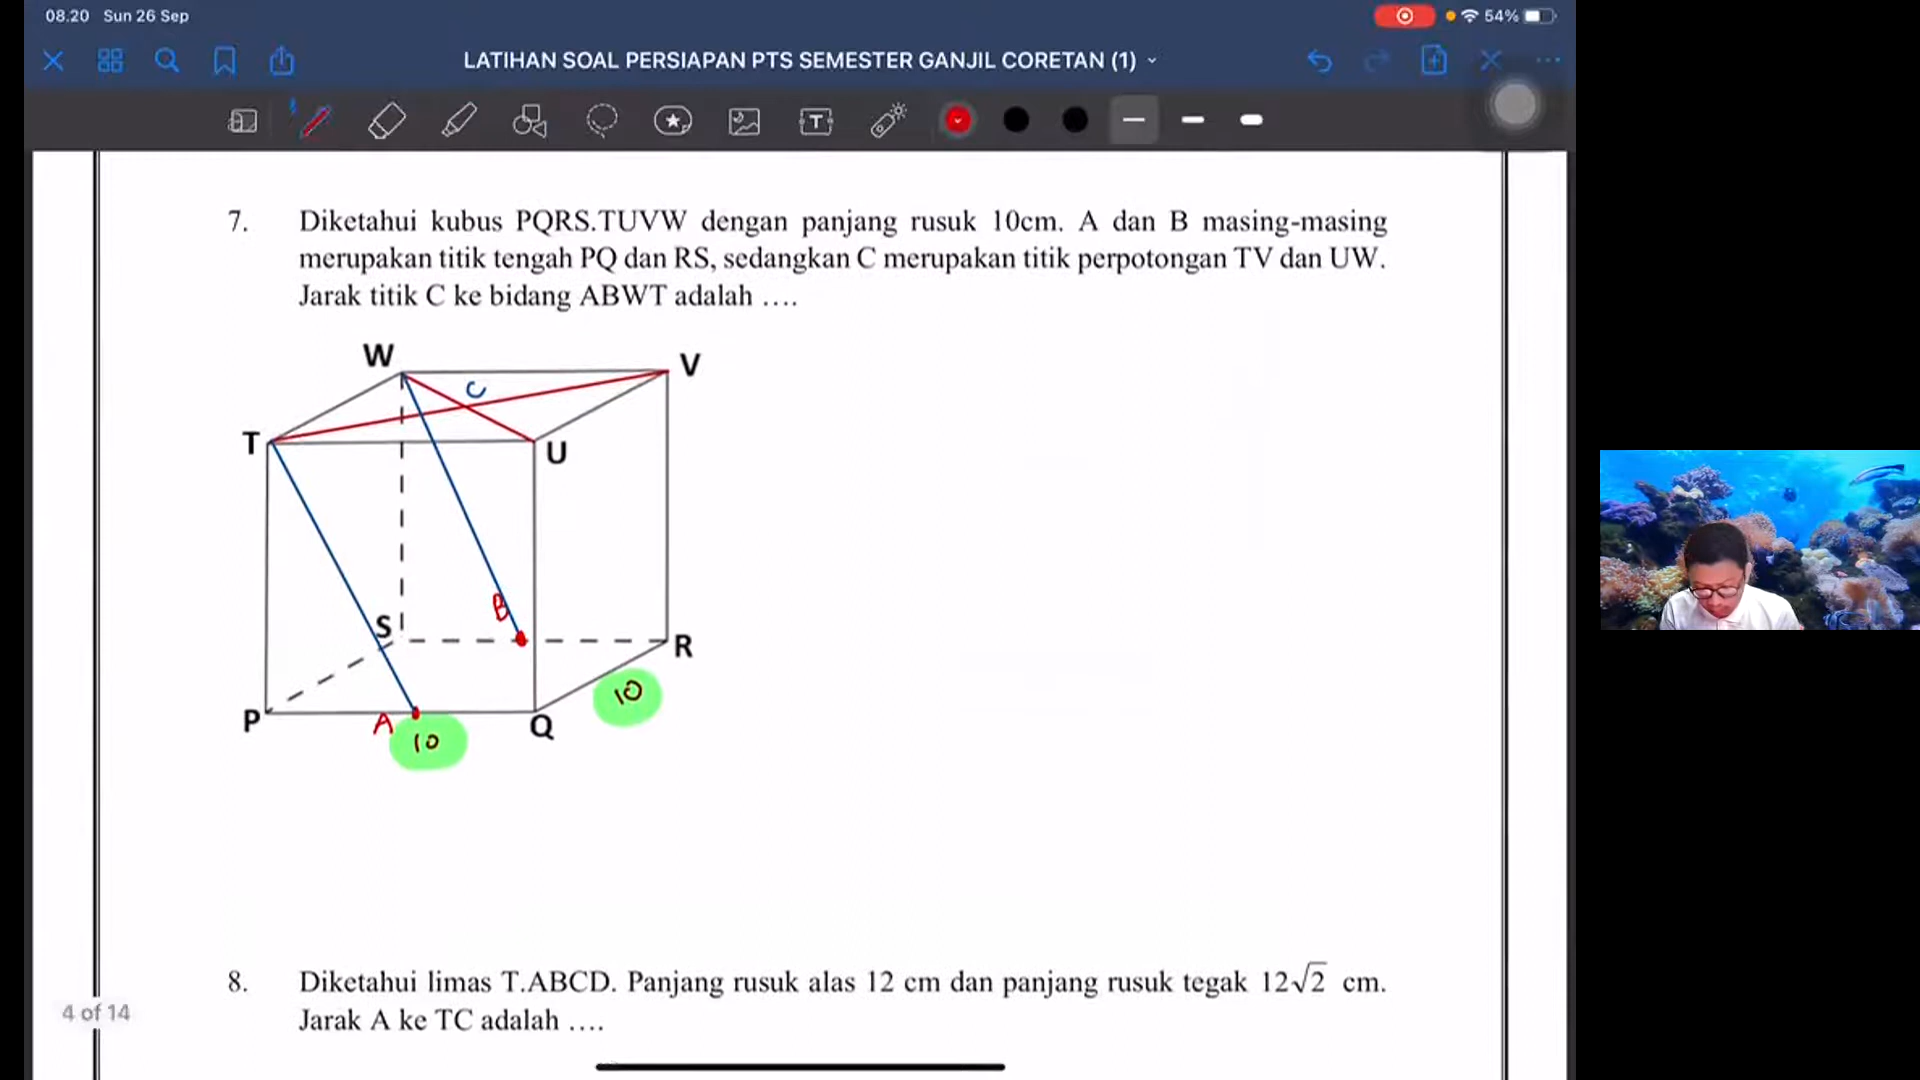 08.20 Sun 26 Sep
54%
LATIHAN SOAL PERSIAPAN PTS SEMESTER GANJIL CORETAN (1)
T
7. Diketahui kubus PQRS.TUVW dengan panjang rusuk 10cm. A dan B masing-masing
merupakan titik tengah PQ dan RS, sedangkan C merupakan titik perpotongan TV dan UW.
Jarak titik C ke bidang ABWT adalah ….
W
V
C
T
U
B
S
R
10
P
A
Q
10
8. Diketahui limas T.ABCD. Panjang rusuk alas 12 cm dan panjang rusuk tegak 12√2 cm.
Jarak A ke TC adalah ….
4 of 14